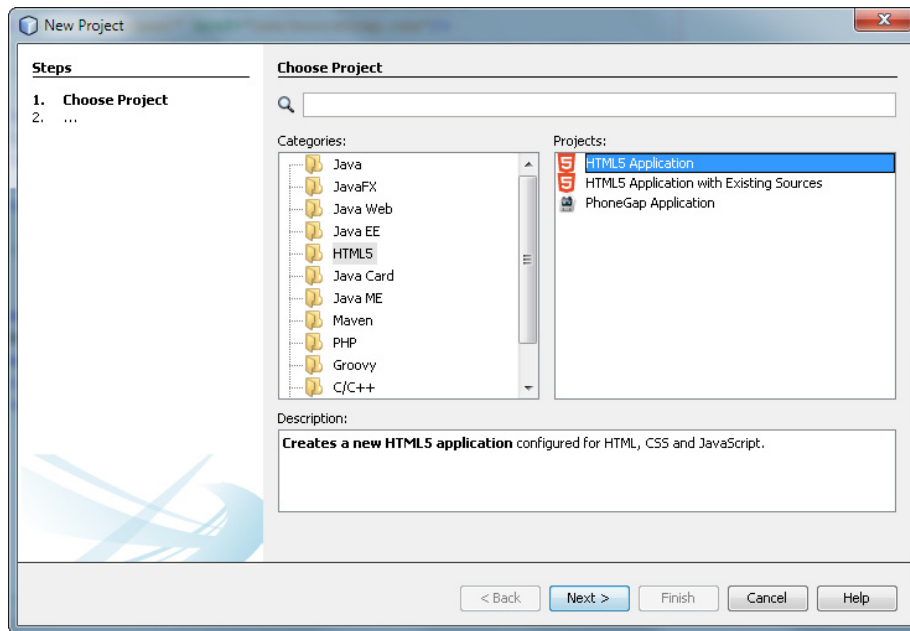 New Project
Steps
1. Choose Project
2. ...
Choose Project
Categories:
Java
JavaFX
Java Web
Java EE
HTML5
Java Card
Java ME
Maven
PHP
Groovy
C/C++
Projects:
HTML5 Application
HTML5 Application with Existing Sources
PhoneGap Application
Description:
Creates a new HTML5 application configured for HTML, CSS and JavaScript.
< Back
Next >
Finish
Cancel
Help